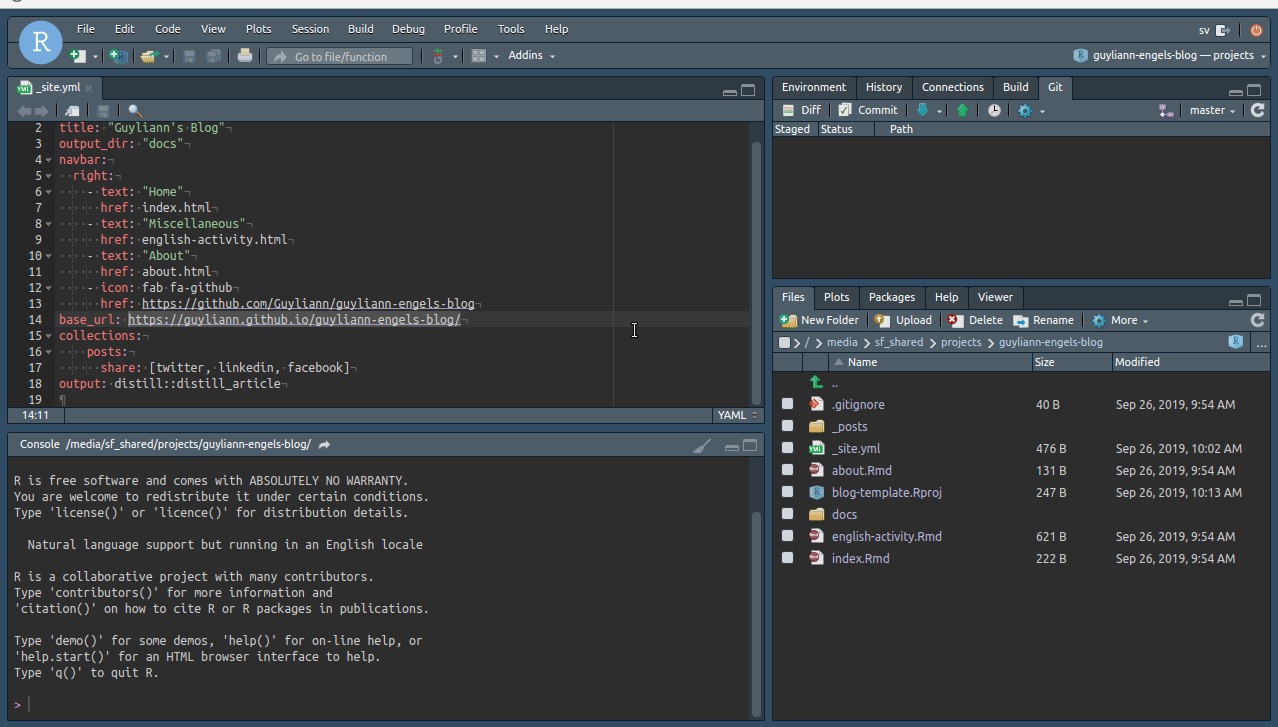 File Edit Code View Plots Session Build Debug Profile Tools Help
sv
R
Go to file/function
Addins
guyliann-engels-blog — projects
_site.yml
2 title: "Guyliann's Blog"¬
3 output_dir: "docs"¬
4 navbar:¬
5 ··right:¬
6 ····-·text:·"Home"¬
7 ······href:·index.html¬
8 ····-·text:·"Miscellaneous"¬
9 ······href:·english-activity.html¬
10 ····-·text:·"About"¬
11 ······href:·about.html¬
12 ····-·icon:·fab·fa-github¬
13 ······href:·https://github.com/Guyliann/guyliann-engels-blog¬
14 base_url:·https://guyliann.github.io/guyliann-engels-blog/¬
15 collections:¬
16 ····posts:¬
17 ······share:·[twitter,·linkedin,·facebook]¬
18 output:·distill::distill_article¬
19 ¶
14:11 YAML
Console /media/sf_shared/projects/guyliann-engels-blog/
R is free software and comes with ABSOLUTELY NO WARRANTY.
You are welcome to redistribute it under certain conditions.
Type 'license()' or 'licence()' for distribution details.
Natural language support but running in an English locale
R is a collaborative project with many contributors.
Type 'contributors()' for more information and
'citation()' on how to cite R or R packages in publications.
Type 'demo()' for some demos, 'help()' for on-line help, or
'help.start()' for an HTML browser interface to help.
Type 'q()' to quit R.
>
Environment History Connections Build Git
Diff Commit master
Staged Status Path
Files Plots Packages Help Viewer
New Folder Upload Delete Rename More
/ media sf_shared projects guyliann-engels-blog ...
Name Size Modified
..
.gitignore 40 B Sep 26, 2019, 9:54 AM
_posts
_site.yml 476 B Sep 26, 2019, 10:02 AM
about.Rmd 131 B Sep 26, 2019, 9:54 AM
blog-template.Rproj 247 B Sep 26, 2019, 10:13 AM
docs
english-activity.Rmd 621 B Sep 26, 2019, 9:54 AM
index.Rmd 222 B Sep 26, 2019, 9:54 AM